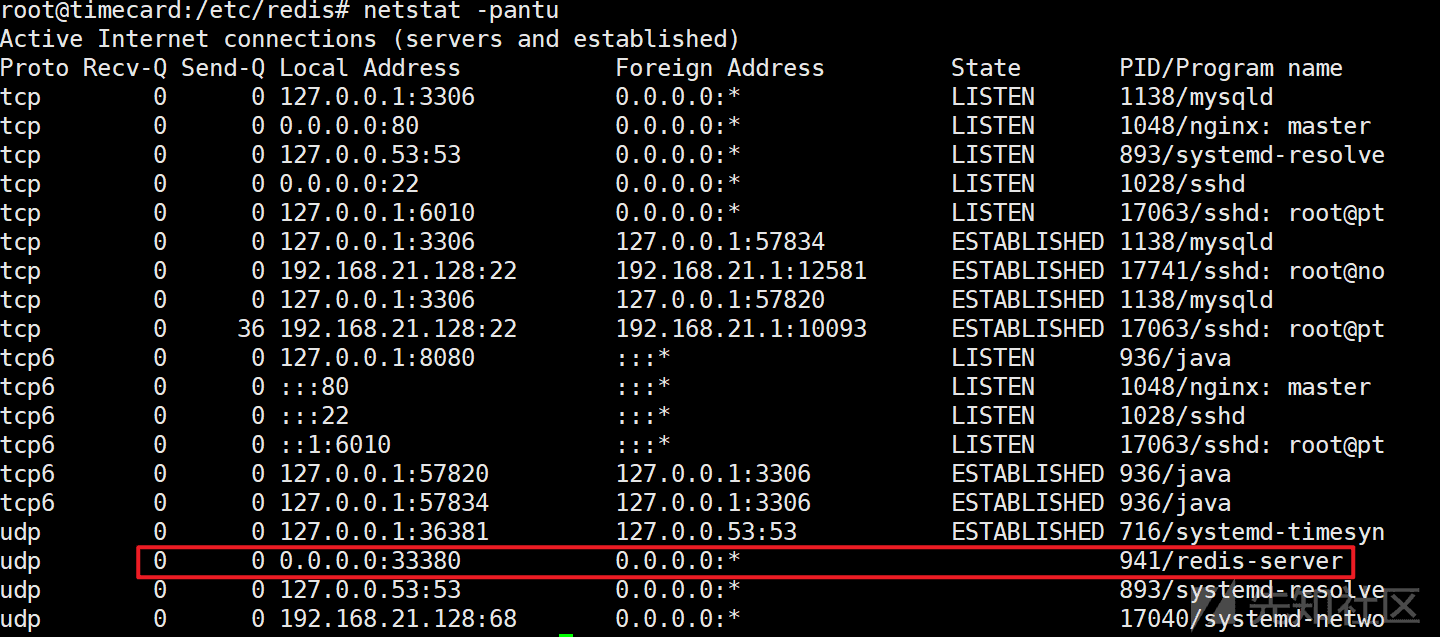 root@timecard:/etc/redis# netstat -pantu
Active Internet connections (servers and established)
Proto Recv-Q Send-Q Local Address           Foreign Address         State       PID/Program name
tcp        0      0 127.0.0.1:3306          0.0.0.0:*               LISTEN      1138/mysqld
tcp        0      0 0.0.0.0:80              0.0.0.0:*               LISTEN      1048/nginx: master
tcp        0      0 127.0.0.53:53           0.0.0.0:*               LISTEN      893/systemd-resolve
tcp        0      0 0.0.0.0:22              0.0.0.0:*               LISTEN      1028/sshd
tcp        0      0 127.0.0.1:6010          0.0.0.0:*               LISTEN      17063/sshd: root@pt
tcp        0      0 127.0.0.1:3306          127.0.0.1:57834         ESTABLISHED 1138/mysqld
tcp        0      0 192.168.21.128:22       192.168.21.1:12581      ESTABLISHED 17741/sshd: root@no
tcp        0      0 127.0.0.1:3306          127.0.0.1:57820         ESTABLISHED 1138/mysqld
tcp        0     36 192.168.21.128:22       192.168.21.1:10093      ESTABLISHED 17063/sshd: root@pt
tcp6       0      0 127.0.0.1:8080          :::*                    LISTEN      936/java
tcp6       0      0 :::80                   :::*                    LISTEN      1048/nginx: master
tcp6       0      0 :::22                   :::*                    LISTEN      1028/sshd
tcp6       0      0 ::1:6010                :::*                    LISTEN      17063/sshd: root@pt
tcp6       0      0 127.0.0.1:57820         127.0.0.1:3306          ESTABLISHED 936/java
tcp6       0      0 127.0.0.1:57834         127.0.0.1:3306          ESTABLISHED 936/java
udp        0      0 127.0.0.1:36381         127.0.0.53:53           ESTABLISHED 716/systemd-timesyn
udp        0      0 0.0.0.0:33380           0.0.0.0:*                           941/redis-server
udp        0      0 127.0.0.53:53           0.0.0.0:*                           893/systemd-resolve
udp        0      0 192.168.21.128:68       0.0.0.0:*                           17040/systemd-netwo
先知社区